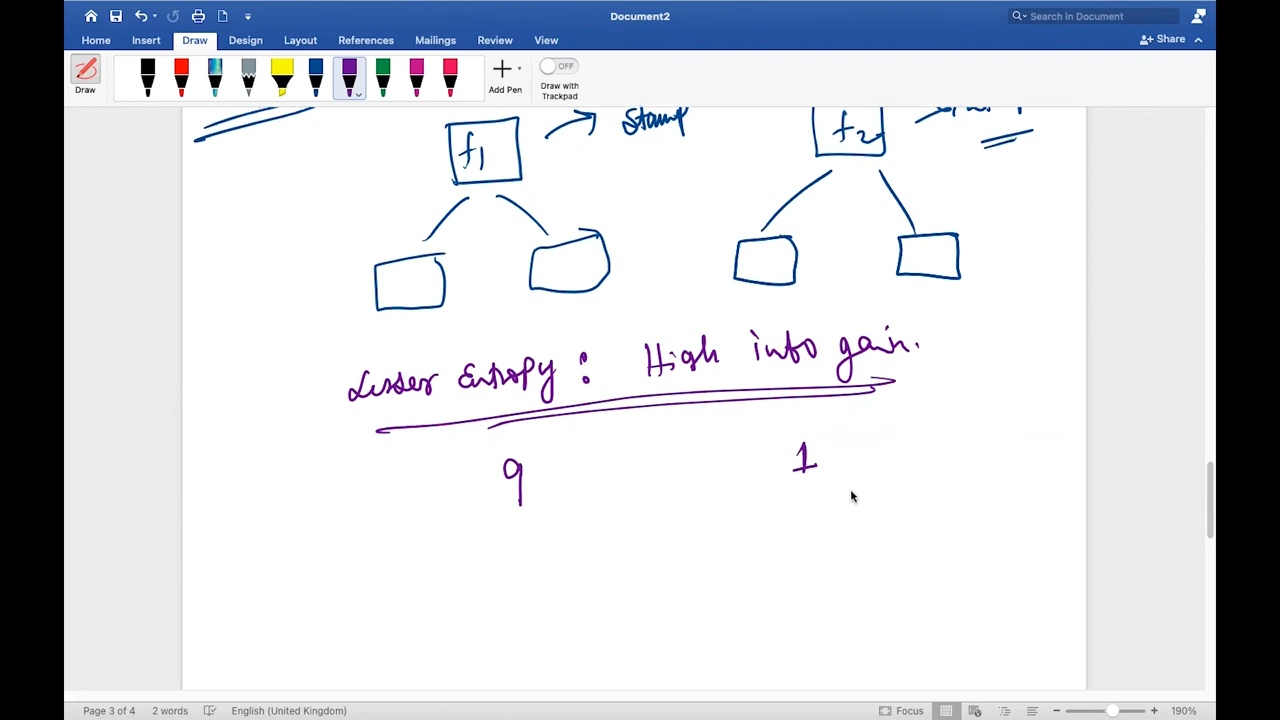 Document2
Search in Document
Home Insert Draw Design Layout References Mailings Review View
Share
Draw
Add Pen
OFF
Draw with
Trackpad
f1
Stamp
f2
Lesser Entropy : High info gain.
9 1
Page 3 of 4 2 words English (United Kingdom)
Focus
190%